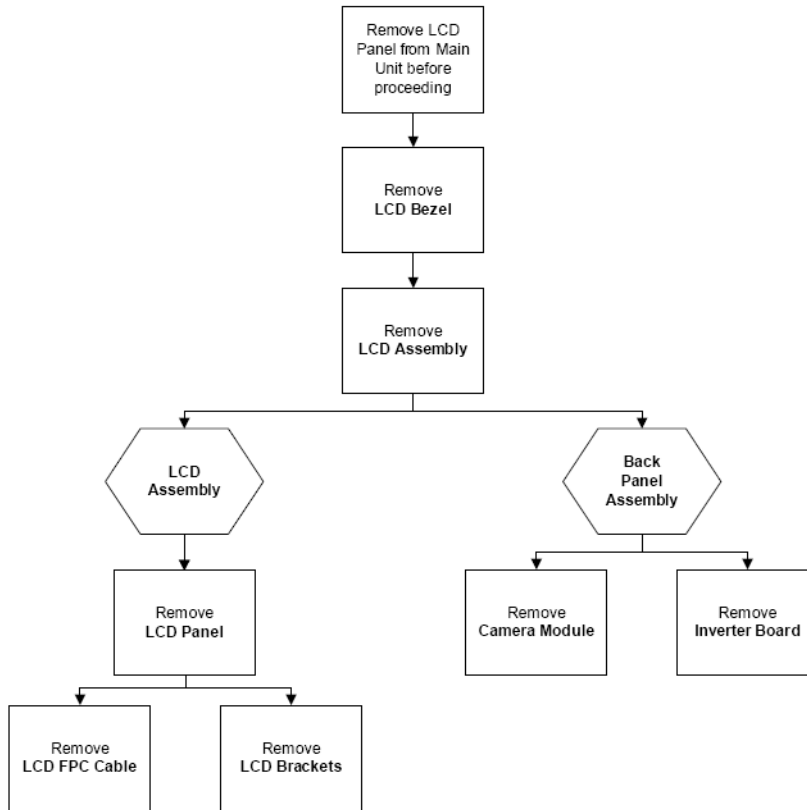 Remove LCD
Panel from Main
Unit before
proceeding
Remove
LCD Bezel
Remove
LCD Assembly
LCD
Assembly
Back
Panel
Assembly
Remove
LCD Panel
Remove
Camera Module
Remove
Inverter Board
Remove
LCD FPC Cable
Remove
LCD Brackets